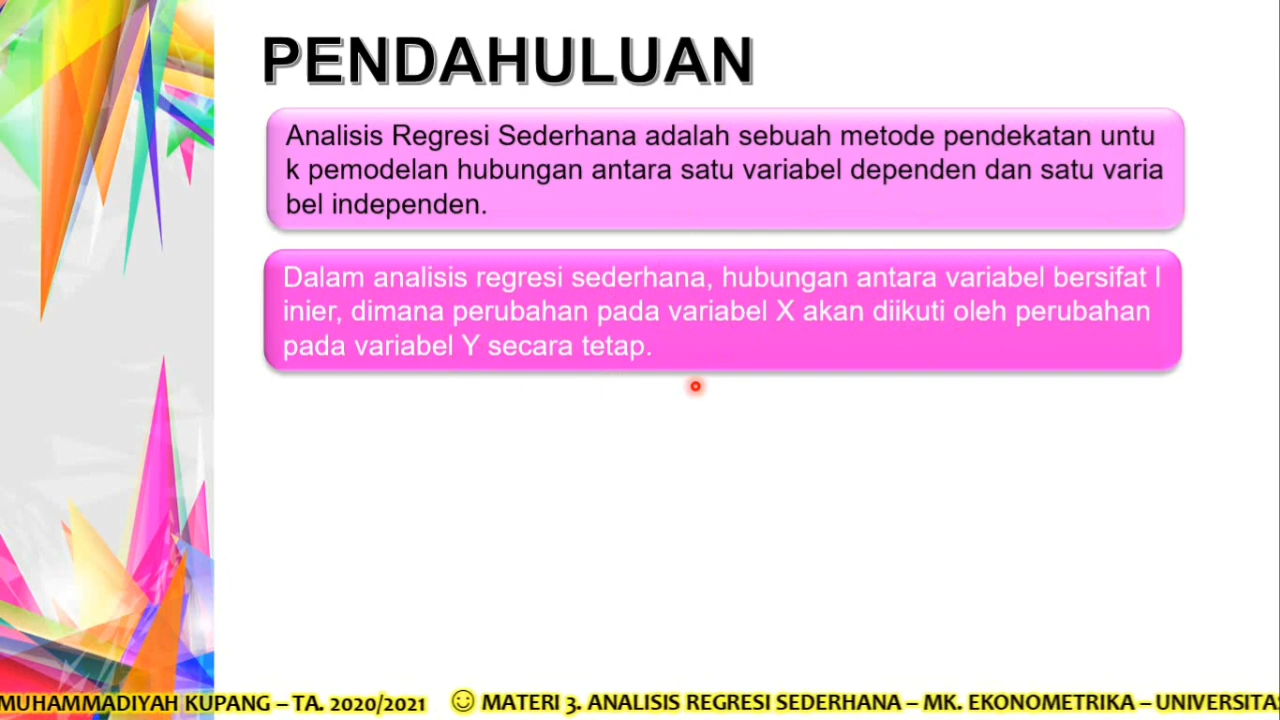 PENDAHULUAN
Analisis Regresi Sederhana adalah sebuah metode pendekatan untu
k pemodelan hubungan antara satu variabel dependen dan satu varia
bel independen.
Dalam analisis regresi sederhana, hubungan antara variabel bersifat l
inier, dimana perubahan pada variabel X akan diikuti oleh perubahan
pada variabel Y secara tetap.
MUHAMMADIYAH KUPANG – TA. 2020/2021 ☺ MATERI 3. ANALISIS REGRESI SEDERHANA – MK. EKONOMETRIKA – UNIVERSITA